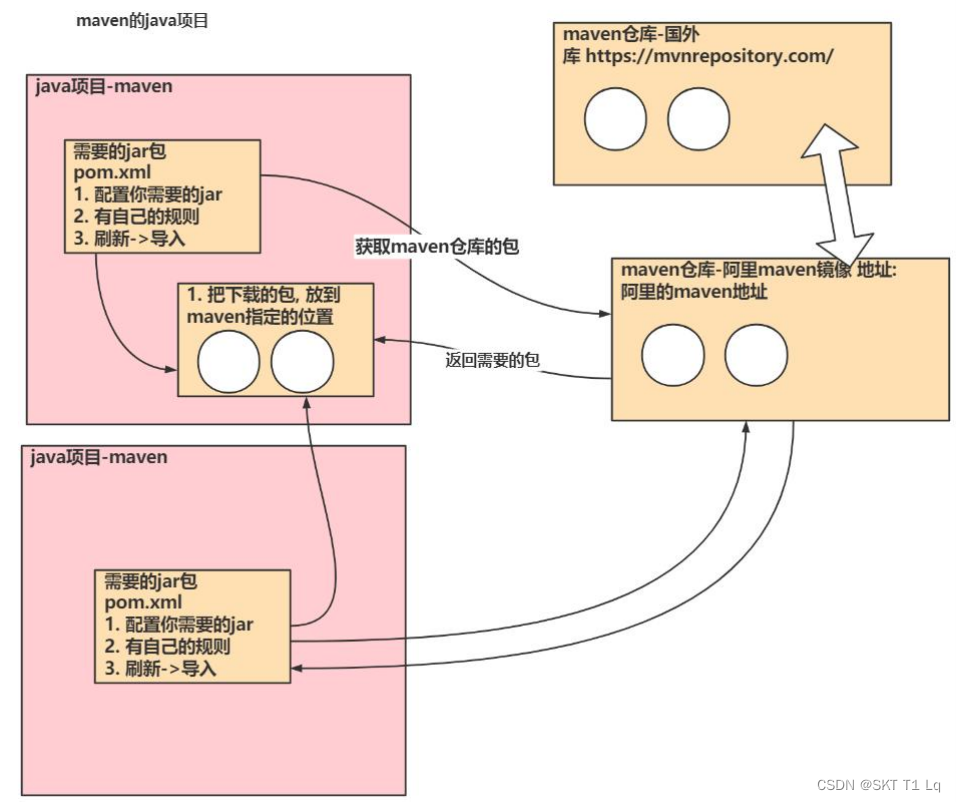 maven的java项目
maven仓库-国外
库 https://mvnrepository.com/
java项目-maven
需要的jar包
pom.xml
1. 配置你需要的jar
2. 有自己的规则
3. 刷新->导入
获取maven仓库的包
maven仓库-阿里maven镜像 地址:
阿里的maven地址
1. 把下载的包, 放到
maven指定的位置
返回需要的包
java项目-maven
需要的jar包
pom.xml
1. 配置你需要的jar
2. 有自己的规则
3. 刷新->导入
CSDN @SKT T1 Lq